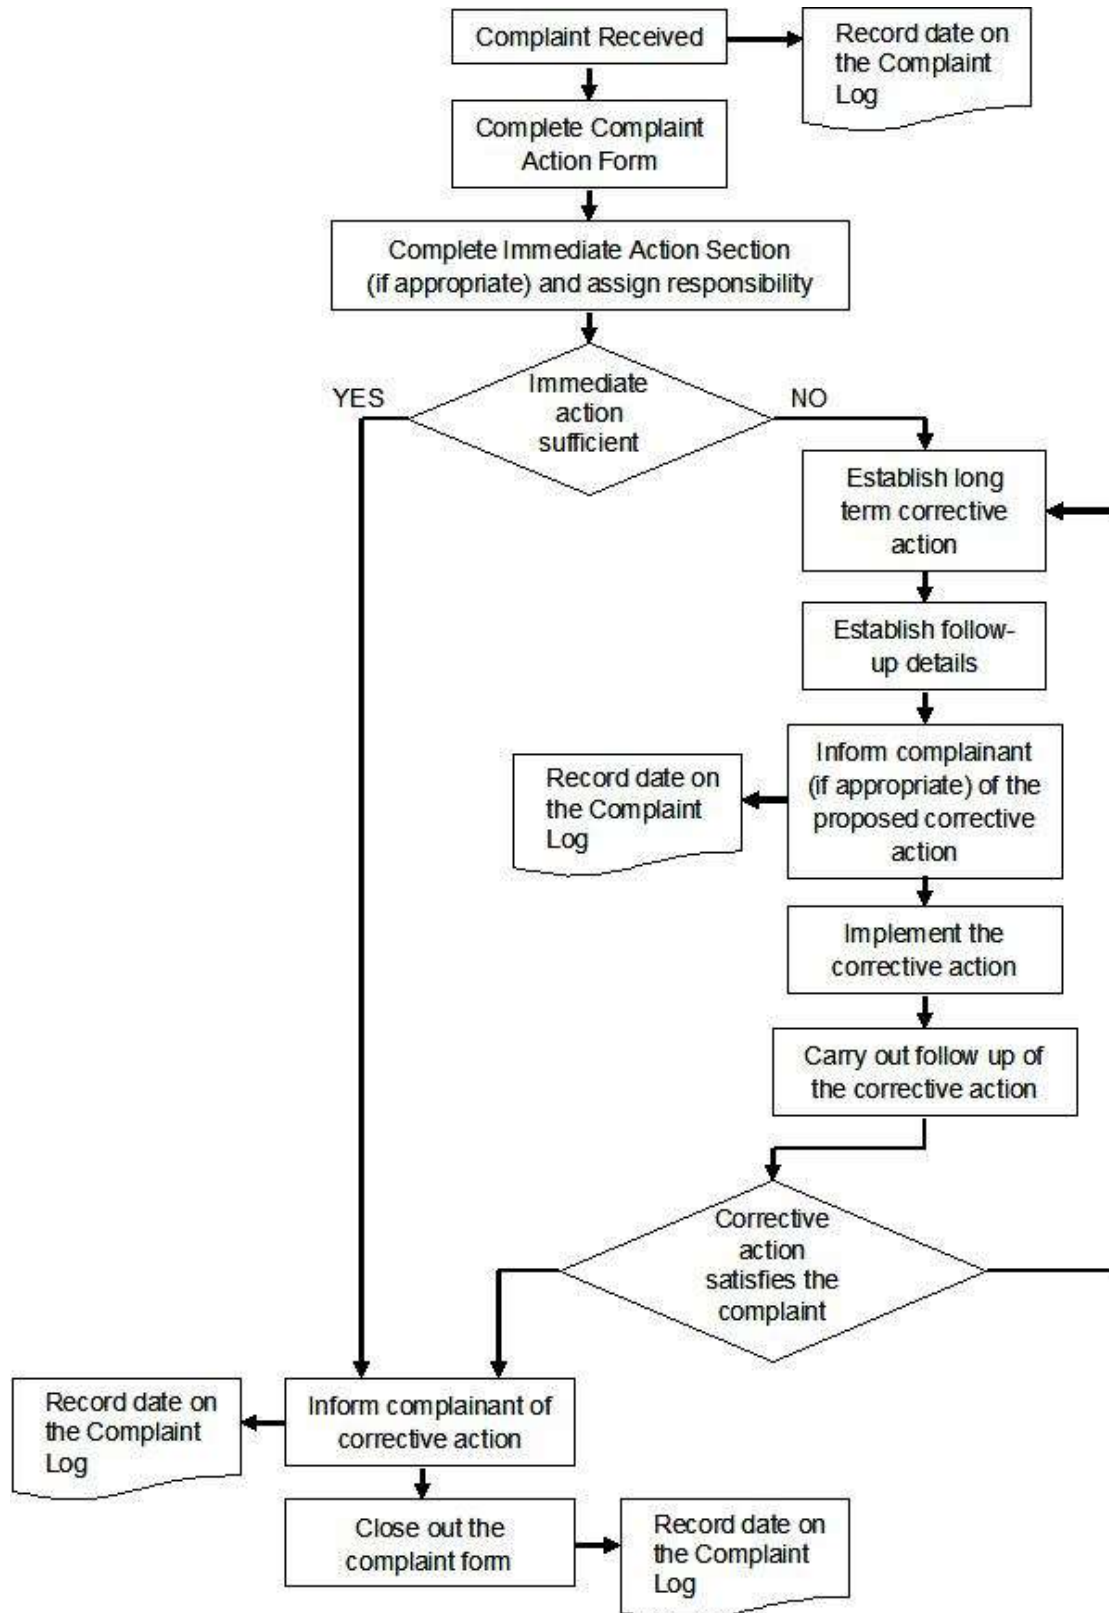 Complaint Received
Record date on
the Complaint
Log
Complete Complaint
Action Form
Complete Immediate Action Section
(if appropriate) and assign responsibility
YES
Immediate
action
sufficient
NO
Establish long
term corrective
action
Establish follow-
up details
Inform complainant
(if appropriate) of the
proposed corrective
action
Record date on
the Complaint
Log
Implement the
corrective action
Carry out follow up of
the corrective action
Corrective
action
satisfies the
complaint
Record date on
the Complaint
Log
Inform complainant of
corrective action
Close out the
complaint form
Record date on
the Complaint
Log